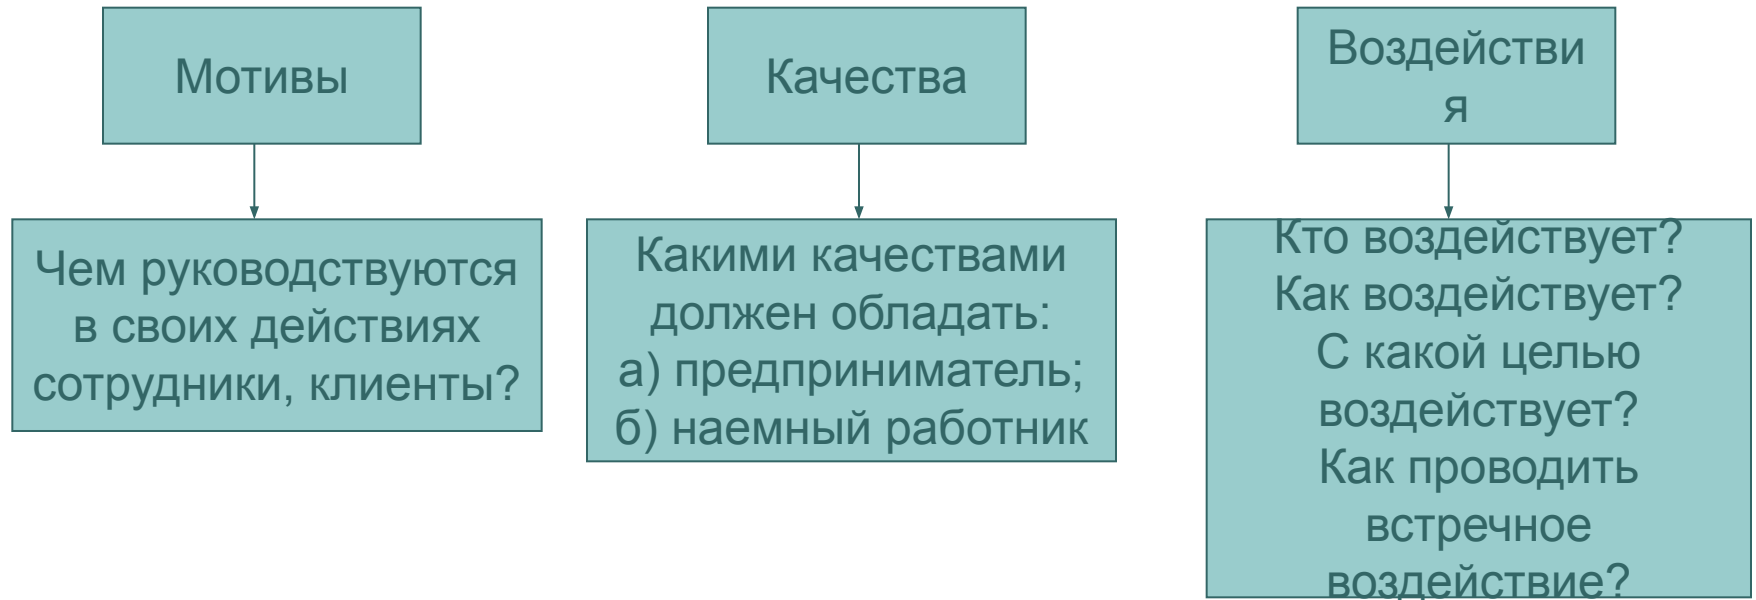 Мотивы
Качества
Воздействи
я
Чем руководствуются
в своих действиях
сотрудники, клиенты?
Какими качествами
должен обладать:
а) предприниматель;
б) наемный работник
Кто воздействует?
Как воздействует?
С какой целью
воздействует?
Как проводить
встречное
воздействие?